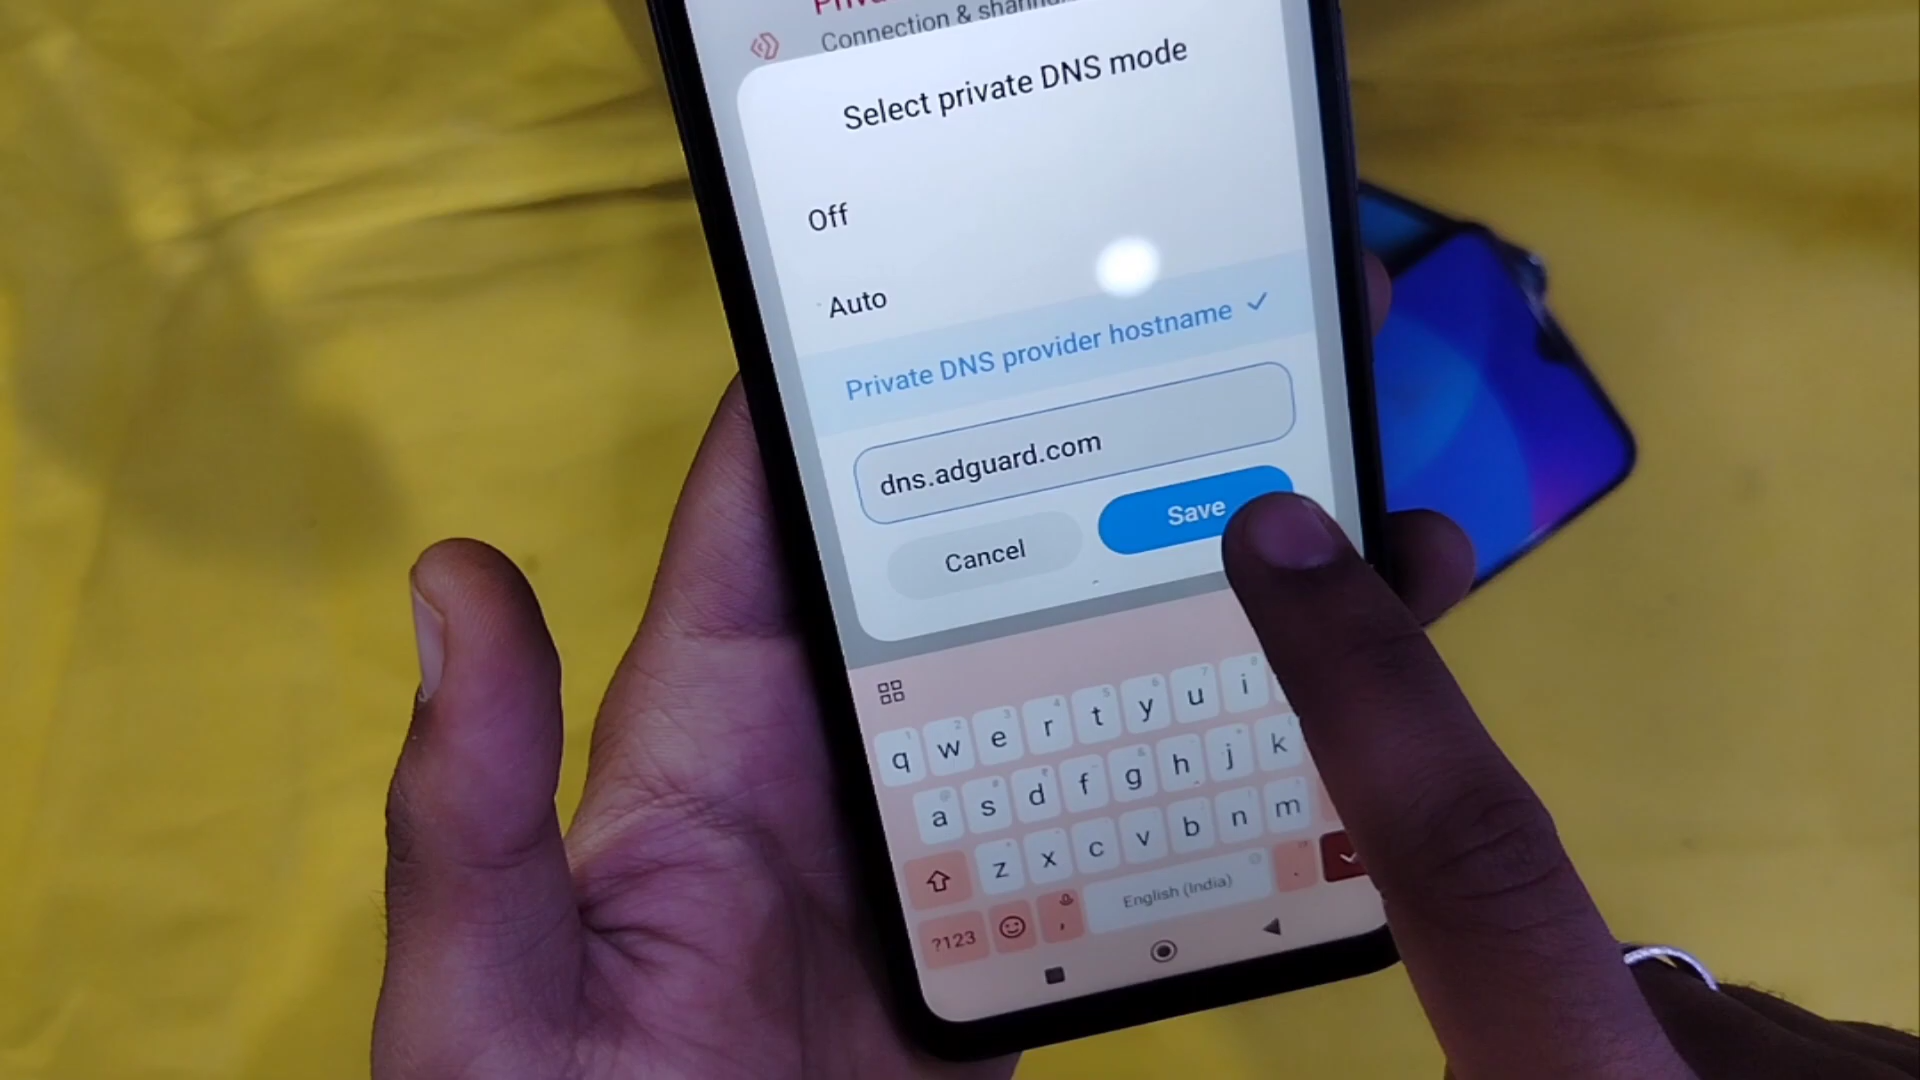 Connection &
Select private DNS mode
Off
Auto
Private DNS provider hostname
dns.adguard.com
Cancel
Save
q w e r t y u i
a s d f g h j k
z x c v b n m
?123 , English (India) .